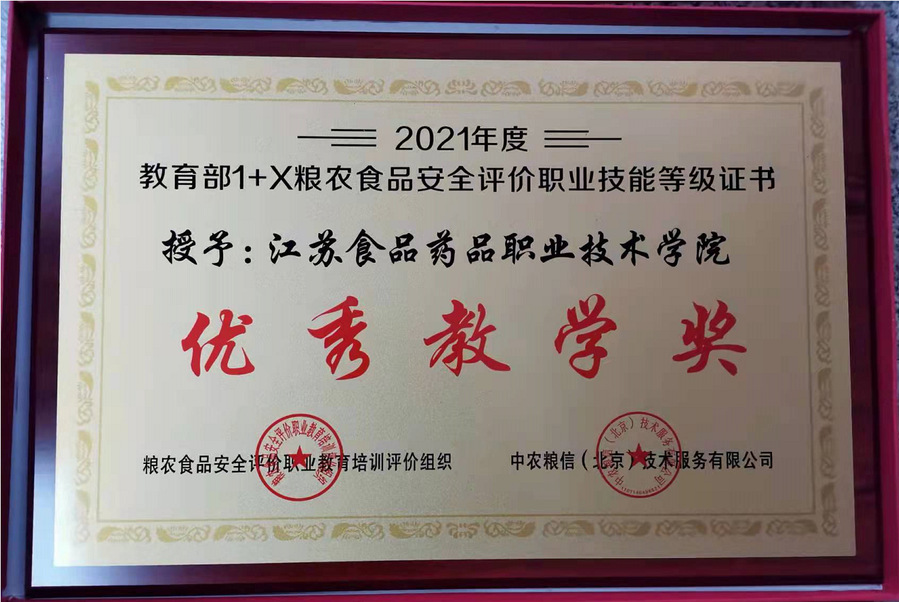 2021年度
教育部1+X粮农食品安全评价职业技能等级证书
授予：江苏食品药品职业技术学院
优秀教学奖
粮农食品安全评价职业教育培训评价组织
中农粮信（北京）技术服务有限公司